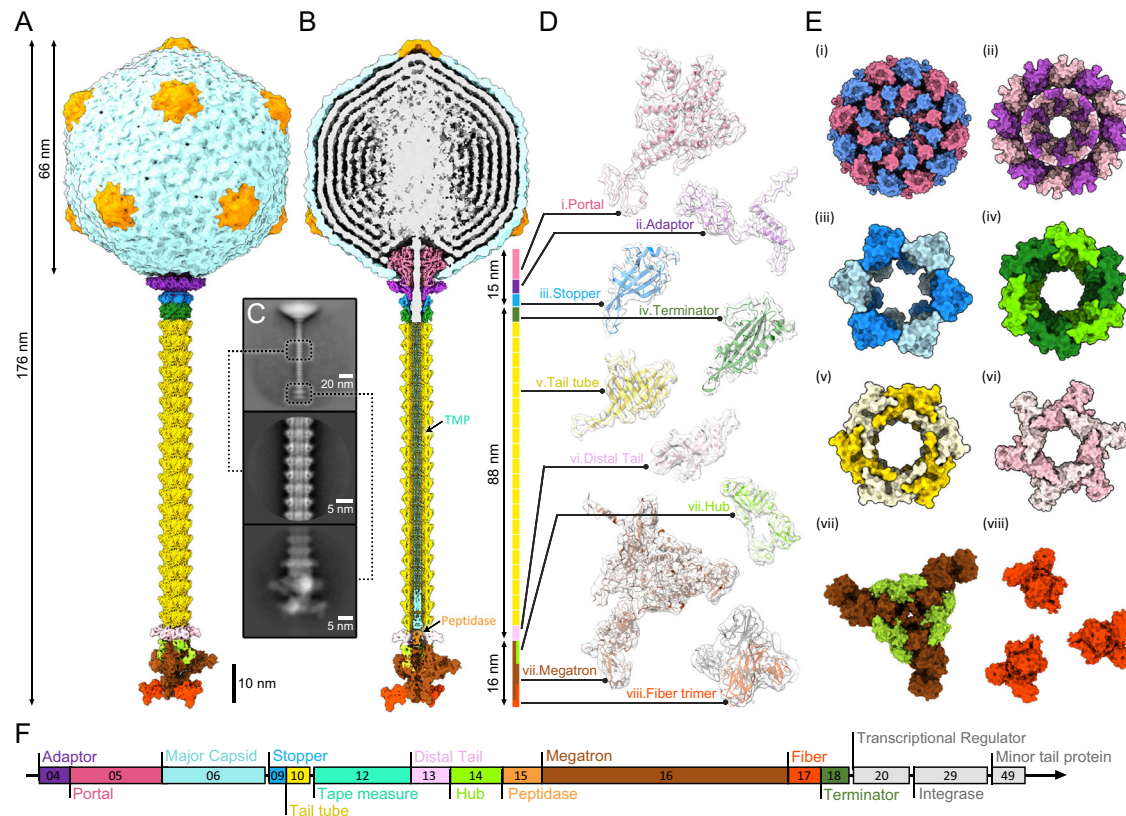 A
B
D
E
66 nm
176 nm
10 nm
C
20 nm
5 nm
5 nm
TMP
Peptidase
15 nm
88 nm
16 nm
i.Portal
ii.Adaptor
iii.Stopper
iv.Terminator
v.Tail tube
vi.Distal Tail
vii.Hub
vii.Megatron
viii.Fiber trimer
(i)
(ii)
(iii)
(iv)
(v)
(vi)
(vii)
(viii)
F
Adaptor
Major Capsid
Stopper
Distal Tail
Megatron
Fiber
Transcriptional Regulator
Minor tail protein
04
05
06
09
10
12
13
14
15
16
17
18
20
29
49
Portal
Tail tube
Tape measure
Hub
Peptidase
Terminator
Integrase